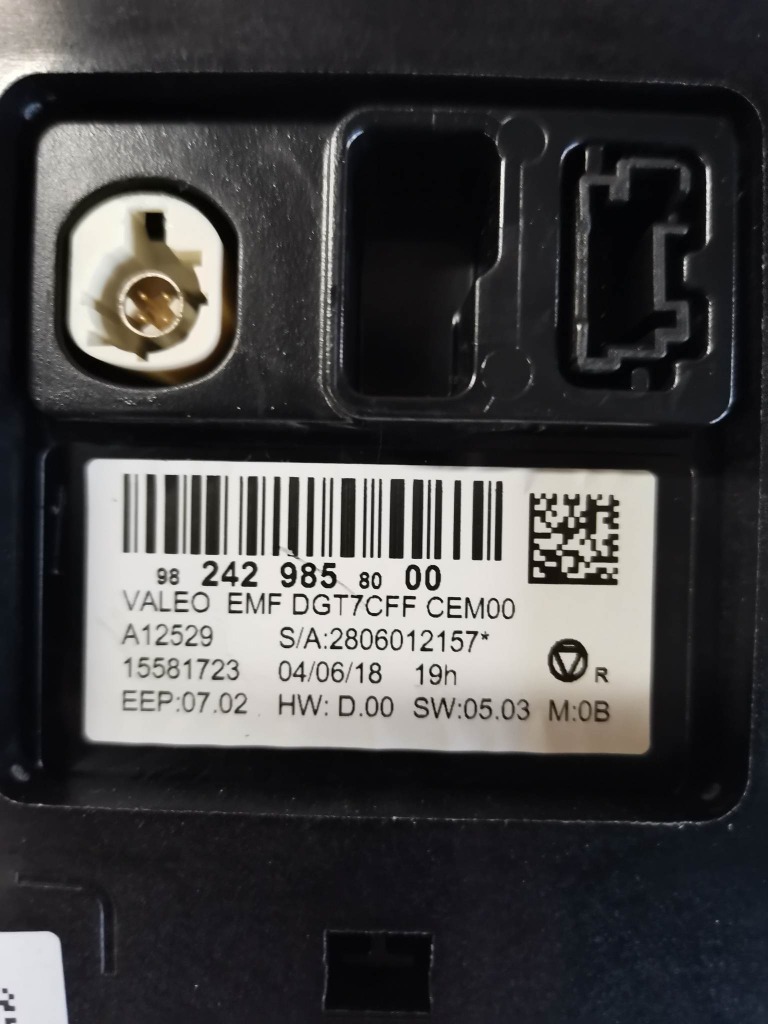 98 242 985 80 00
VALEO EMF DGT7CFF CEM00
A12529 S/A:2806012157*
15581723 04/06/18 19h
R
EEP:07.02 HW: D.00 SW:05.03 M:0B